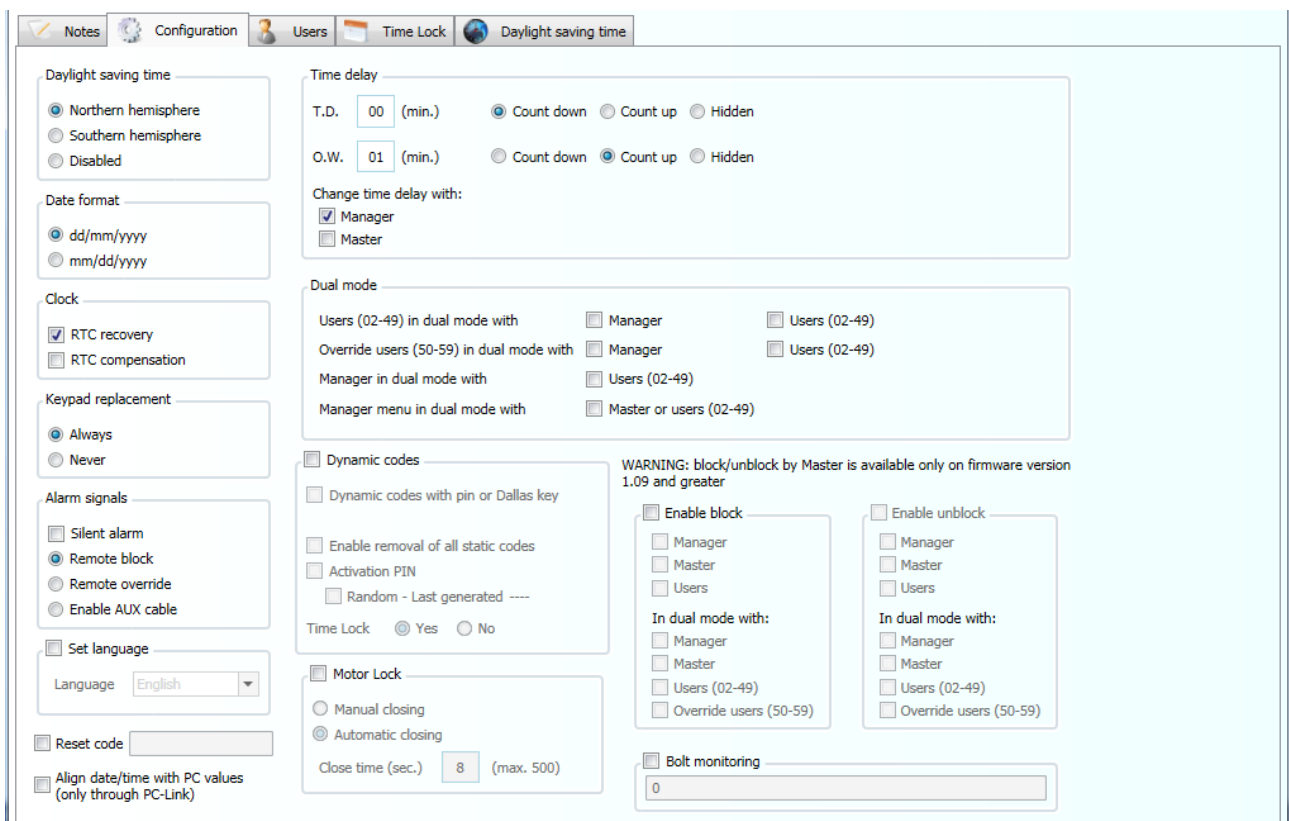 Notes Configuration Users Time Lock Daylight saving time
Daylight saving time
Northern hemisphere
Southern hemisphere
Disabled
Date format
dd/mm/yyyy
mm/dd/yyyy
Clock
RTC recovery
RTC compensation
Keypad replacement
Always
Never
Alarm signals
Silent alarm
Remote block
Remote override
Enable AUX cable
Set language
Language English
Reset code
Align date/time with PC values
(only through PC-Link)
Time delay
T.D. 00 (min.) Count down Count up Hidden
O.W. 01 (min.) Count down Count up Hidden
Change time delay with:
Manager
Master
Dual mode
Users (02-49) in dual mode with Manager Users (02-49)
Override users (50-59) in dual mode with Manager Users (02-49)
Manager in dual mode with Users (02-49)
Manager menu in dual mode with Master or users (02-49)
Dynamic codes
Dynamic codes with pin or Dallas key
Enable removal of all static codes
Activation PIN
Random - Last generated ----
Time Lock Yes No
Motor Lock
Manual closing
Automatic closing
Close time (sec.) 8 (max. 500)
WARNING: block/unblock by Master is available only on firmware version
1.09 and greater
Enable block
Manager
Master
Users
In dual mode with:
Manager
Master
Users (02-49)
Override users (50-59)
Enable unblock
Manager
Master
Users
In dual mode with:
Manager
Master
Users (02-49)
Override users (50-59)
Bolt monitoring
0